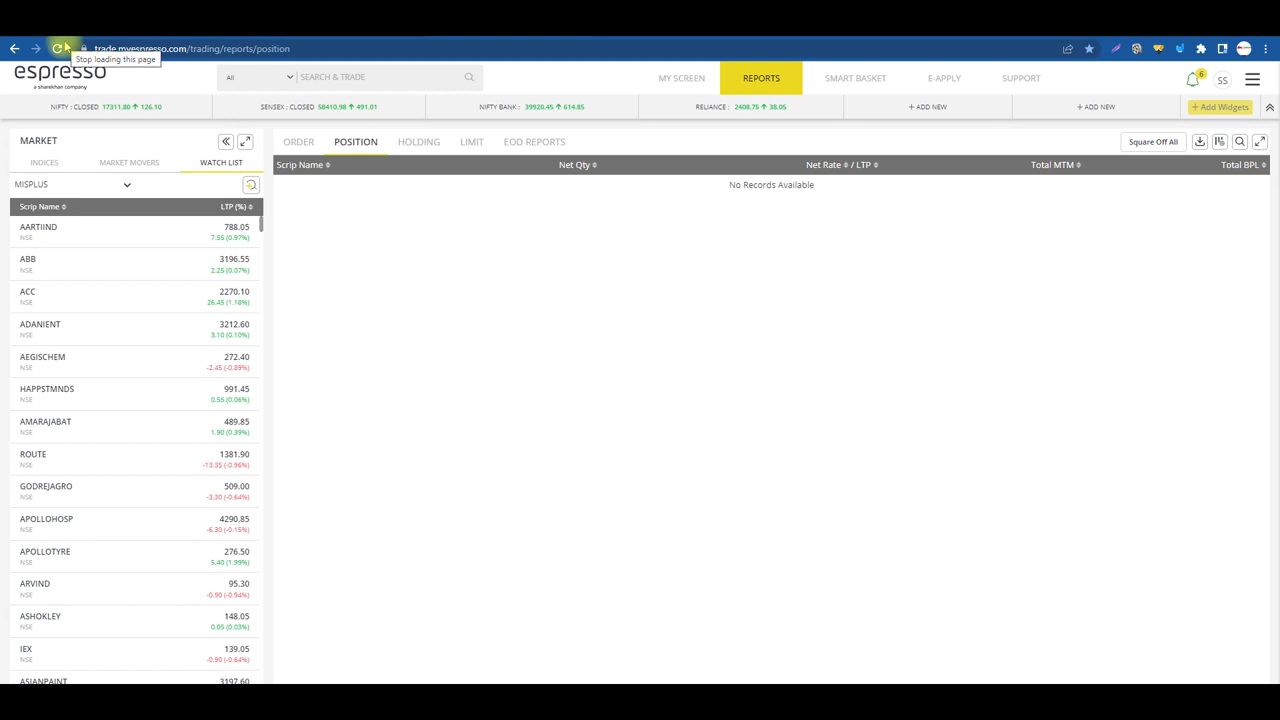 trade.myespresso.com/trading/reports/position
Stop loading this page
espresso
a sharekhan company
All
SEARCH & TRADE
MY SCREEN
REPORTS
SMART BASKET
E-APPLY
SUPPORT
6
SS
NIFTY : CLOSED 17311.80 ↑ 126.10
SENSEX : CLOSED 58410.98 ↑ 491.01
NIFTY BANK : 39920.45 ↑ 614.85
RELIANCE : 2408.75 ↑ 38.05
+ ADD NEW
+ ADD NEW
+ Add Widgets
MARKET
INDICES MARKET MOVERS WATCH LIST
MISPLUS
Scrip Name LTP (%)
AARTIIND 788.05
NSE 7.55 (0.97%)
ABB 3196.55
NSE 2.25 (0.07%)
ACC 2270.10
NSE 26.45 (1.18%)
ADANIENT 3212.60
NSE 3.10 (0.10%)
AEGISCHEM 272.40
NSE -2.45 (-0.89%)
HAPPSTMNDS 991.45
NSE 0.55 (0.06%)
AMARAJABAT 489.85
NSE 1.90 (0.39%)
ROUTE 1381.90
NSE -13.35 (-0.96%)
GODREJAGRO 509.00
NSE -3.30 (-0.64%)
APOLLOHOSP 4290.85
NSE -6.30 (-0.15%)
APOLLOTYRE 276.50
NSE 5.40 (1.99%)
ARVIND 95.30
NSE -0.90 (-0.94%)
ASHOKLEY 148.05
NSE 0.05 (0.03%)
IEX 139.05
NSE -0.90 (-0.64%)
ASIANPAINT 3197.60
ORDER POSITION HOLDING LIMIT EOD REPORTS
Square Off All
Scrip Name Net Qty Net Rate / LTP Total MTM Total BPL
No Records Available